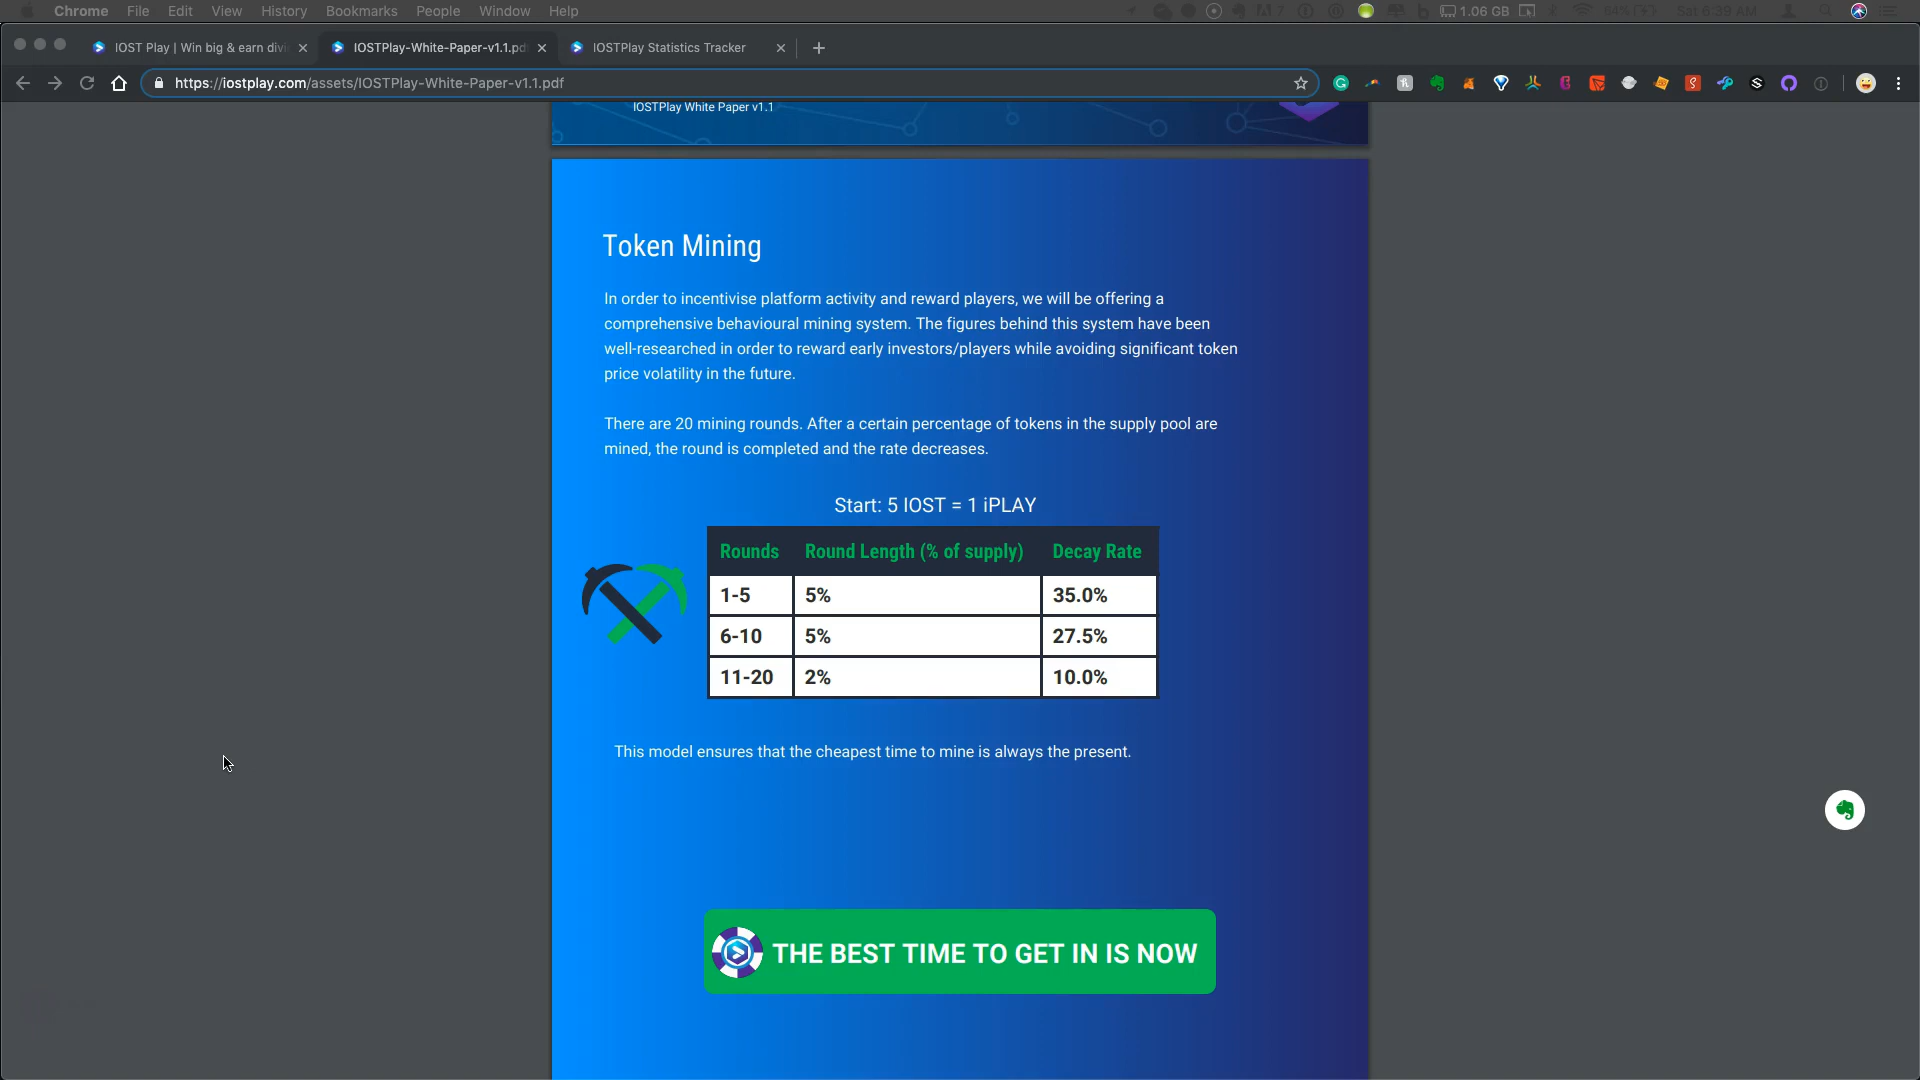 Chrome File Edit View History Bookmarks People Window Help
7 1.06 GB 64% Sat 6:39 AM
IOST Play | Win big & earn divi
IOSTPlay-White-Paper-v1.1.pd
IOSTPlay Statistics Tracker
https://iostplay.com/assets/IOSTPlay-White-Paper-v1.1.pdf
IOSTPlay White Paper v1.1
Token Mining
In order to incentivise platform activity and reward players, we will be offering a
comprehensive behavioural mining system. The figures behind this system have been
well-researched in order to reward early investors/players while avoiding significant token
price volatility in the future.
There are 20 mining rounds. After a certain percentage of tokens in the supply pool are
mined, the round is completed and the rate decreases.
Start: 5 IOST = 1 iPLAY
Rounds Round Length (% of supply) Decay Rate
1-5 5% 35.0%
6-10 5% 27.5%
11-20 2% 10.0%
This model ensures that the cheapest time to mine is always the present.
THE BEST TIME TO GET IN IS NOW